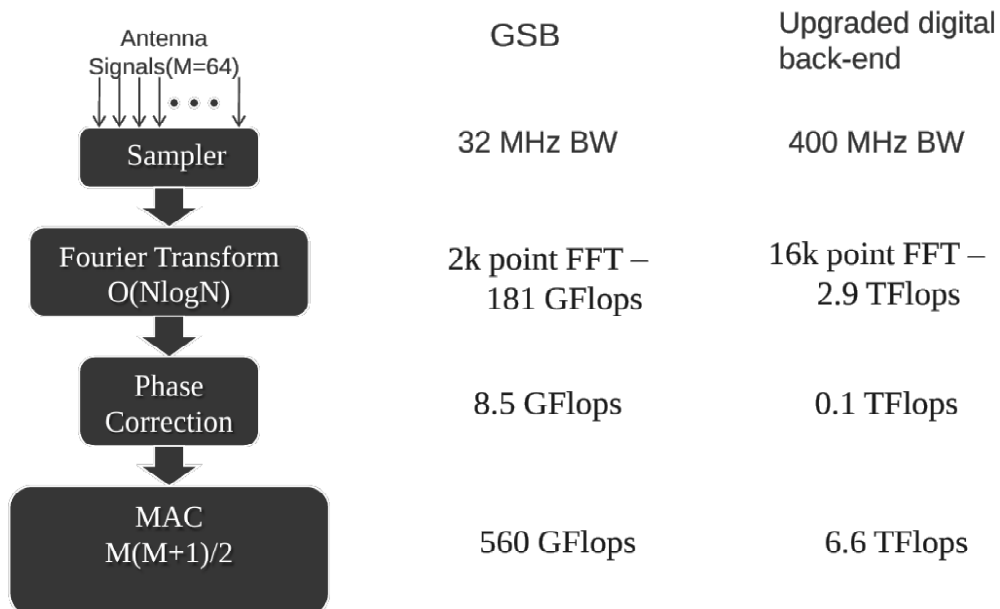 Antenna
Signals(M=64)
GSB
Upgraded digital
back-end
Sampler
32 MHz BW
400 MHz BW
Fourier Transform
O(NlogN)
2k point FFT –
181 GFlops
16k point FFT –
2.9 TFlops
Phase
Correction
8.5 GFlops
0.1 TFlops
MAC
M(M+1)/2
560 GFlops
6.6 TFlops